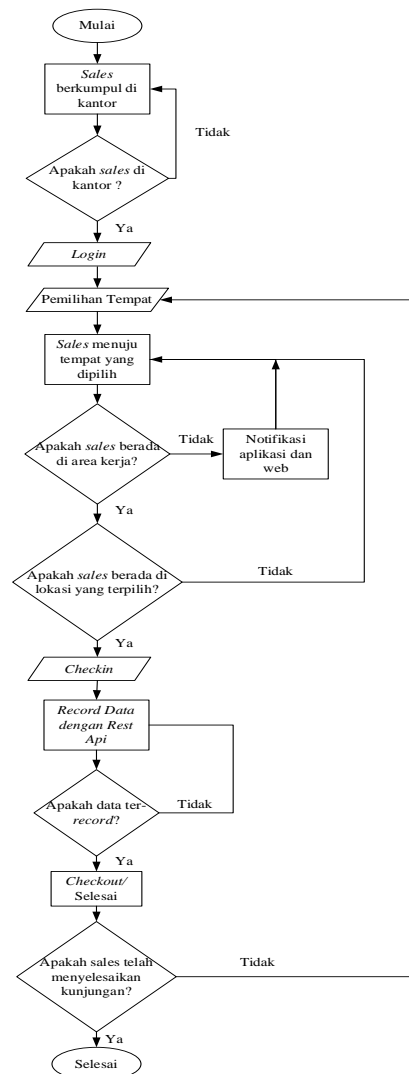 Mulai
Sales
berkumpul di
kantor
Tidak
Apakah sales di
kantor ?
Ya
Login
Pemilihan Tempat
Sales menuju
tempat yang
dipilih
Apakah sales berada
di area kerja?
Tidak
Notifikasi
aplikasi dan
web
Ya
Apakah sales berada di
lokasi yang terpilih?
Tidak
Ya
Checkin
Record Data
dengan Rest
Api
Apakah data ter-
record?
Tidak
Ya
Checkout/
Selesai
Apakah sales telah
menyelesaikan
kunjungan?
Tidak
Ya
Selesai